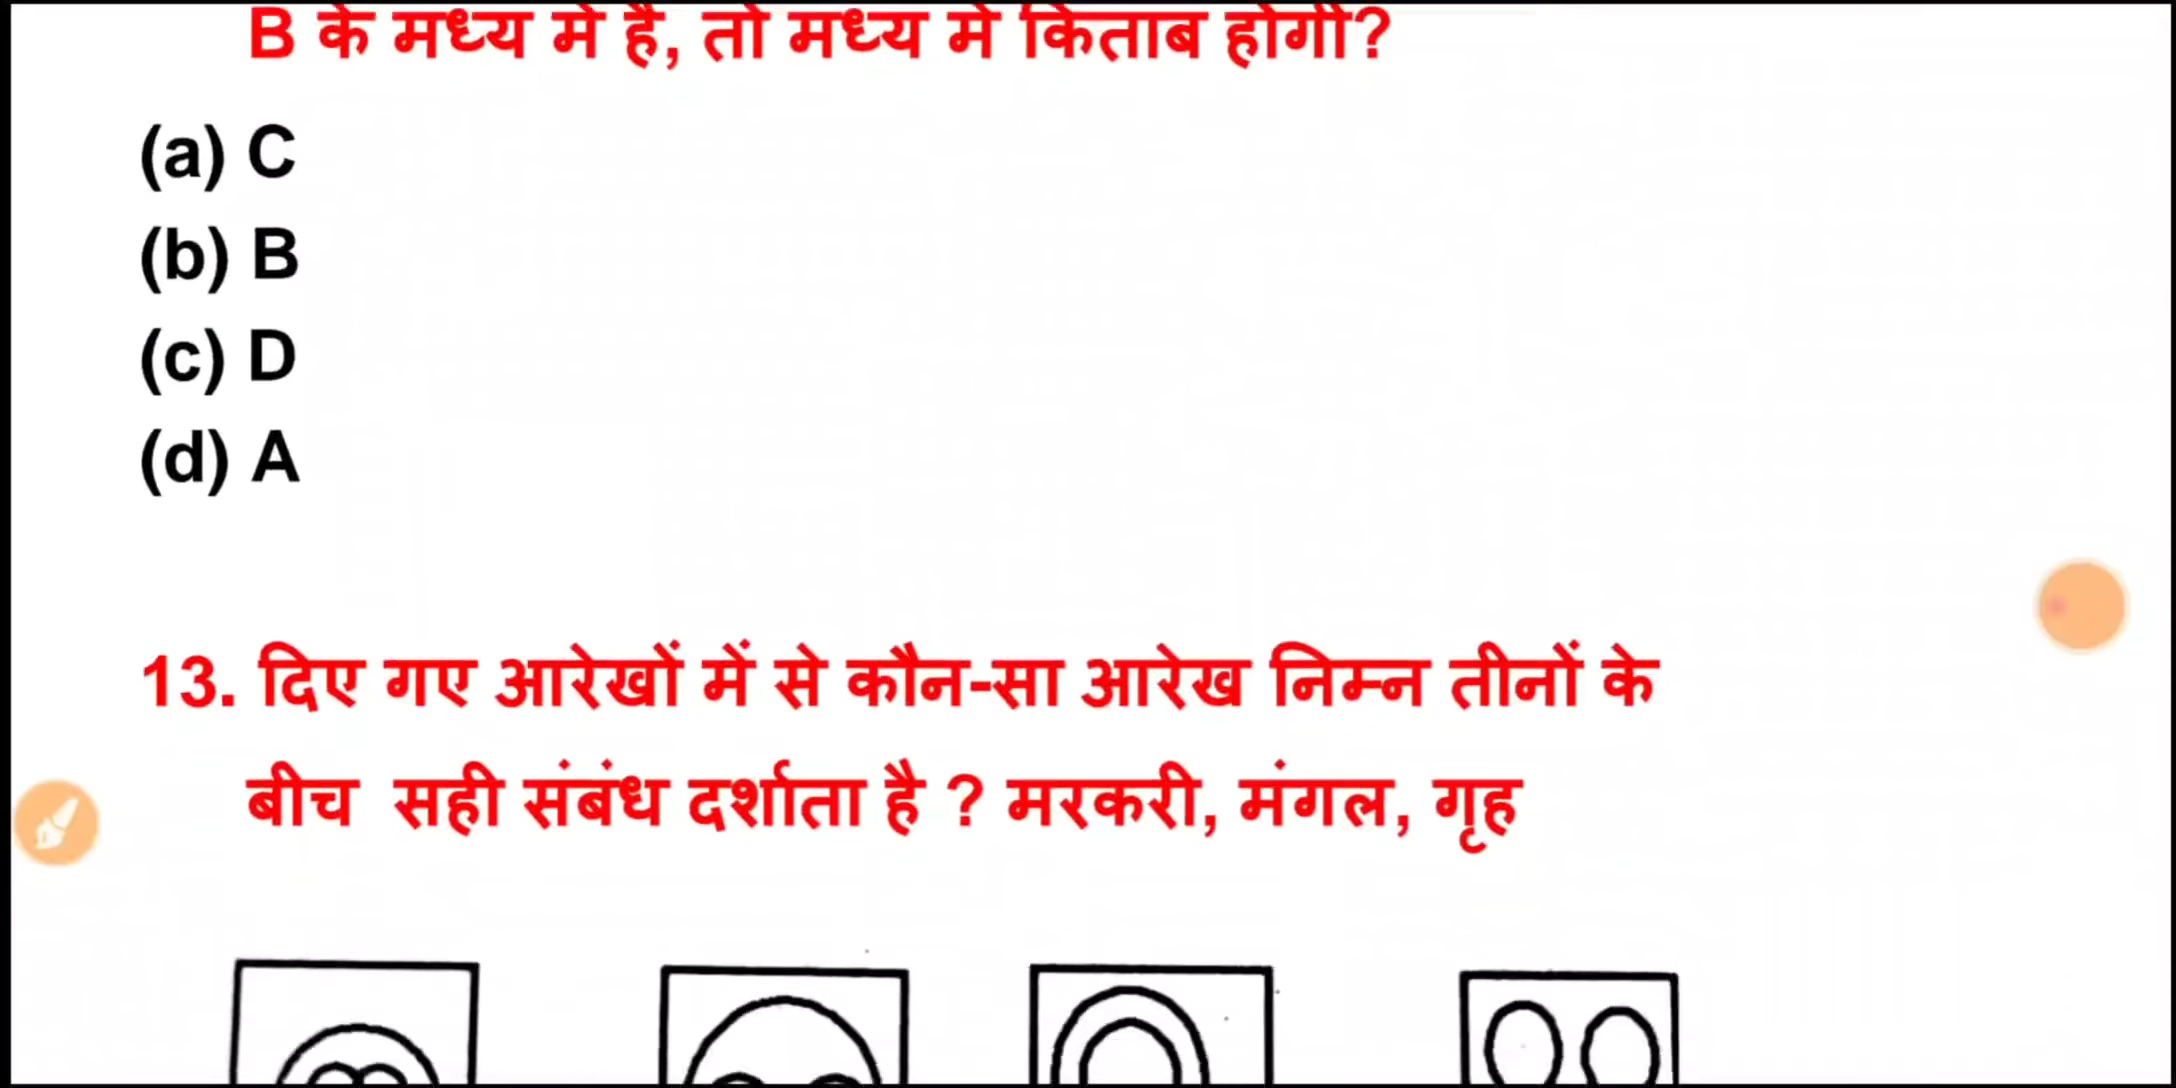 B के मध्य में है, तो मध्य में किताब होगी?
(a) C
(b) B
(c) D
(d) A
13. दिए गए आरेखों में से कौन-सा आरेख निम्न तीनों के
बीच सही संबंध दर्शाता है ? मरकरी, मंगल, गृह